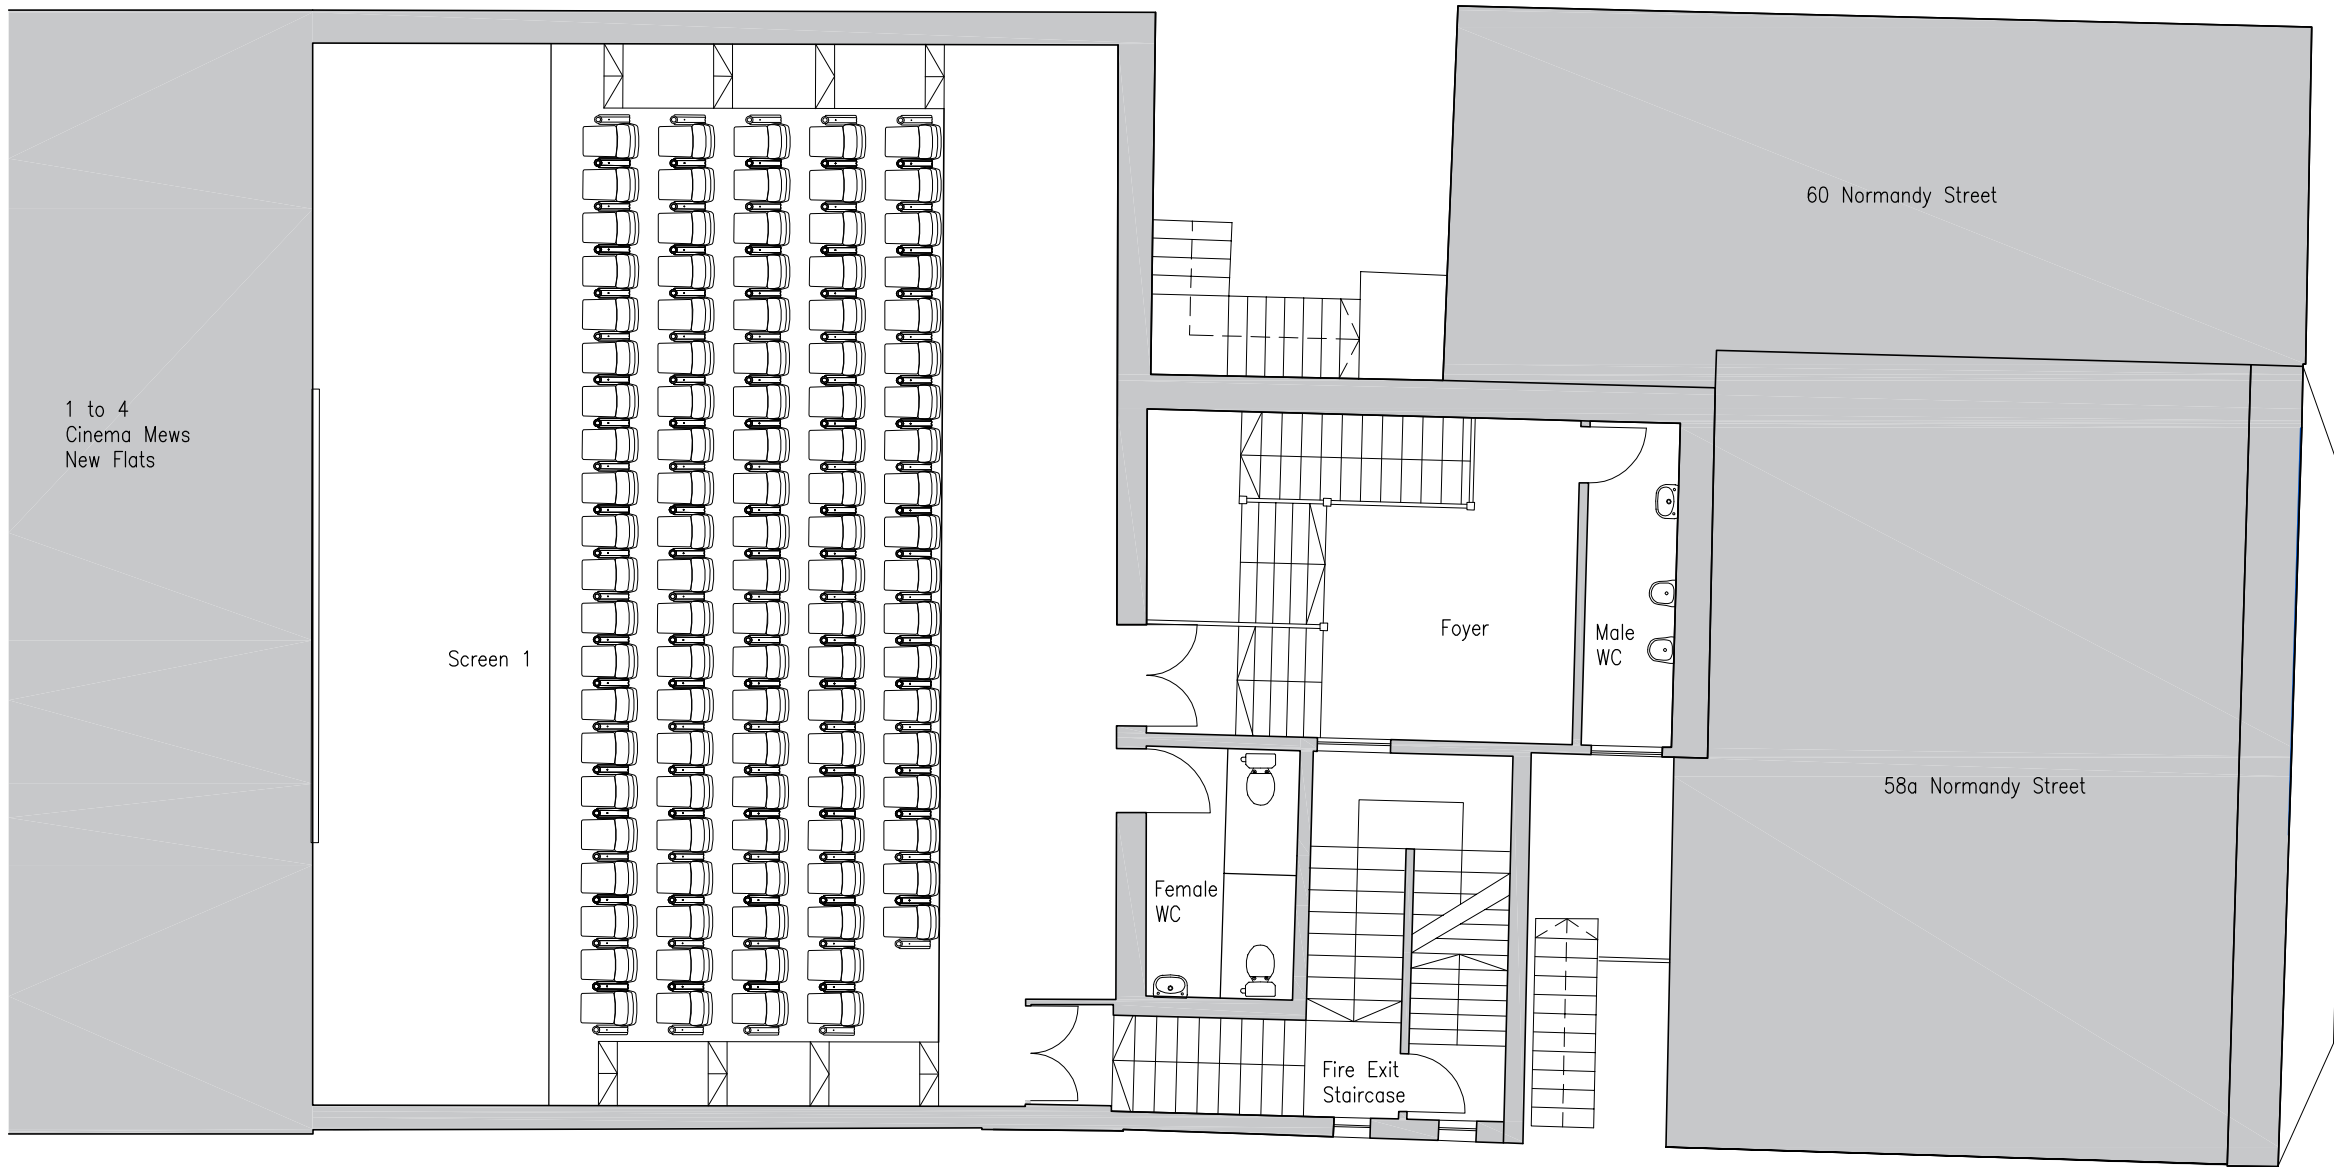 60 Normandy Street
1 to 4
Cinema Mews
New Flats
Screen 1
Foyer
Male
WC
58a Normandy Street
Female
WC
Fire Exit
Staircase